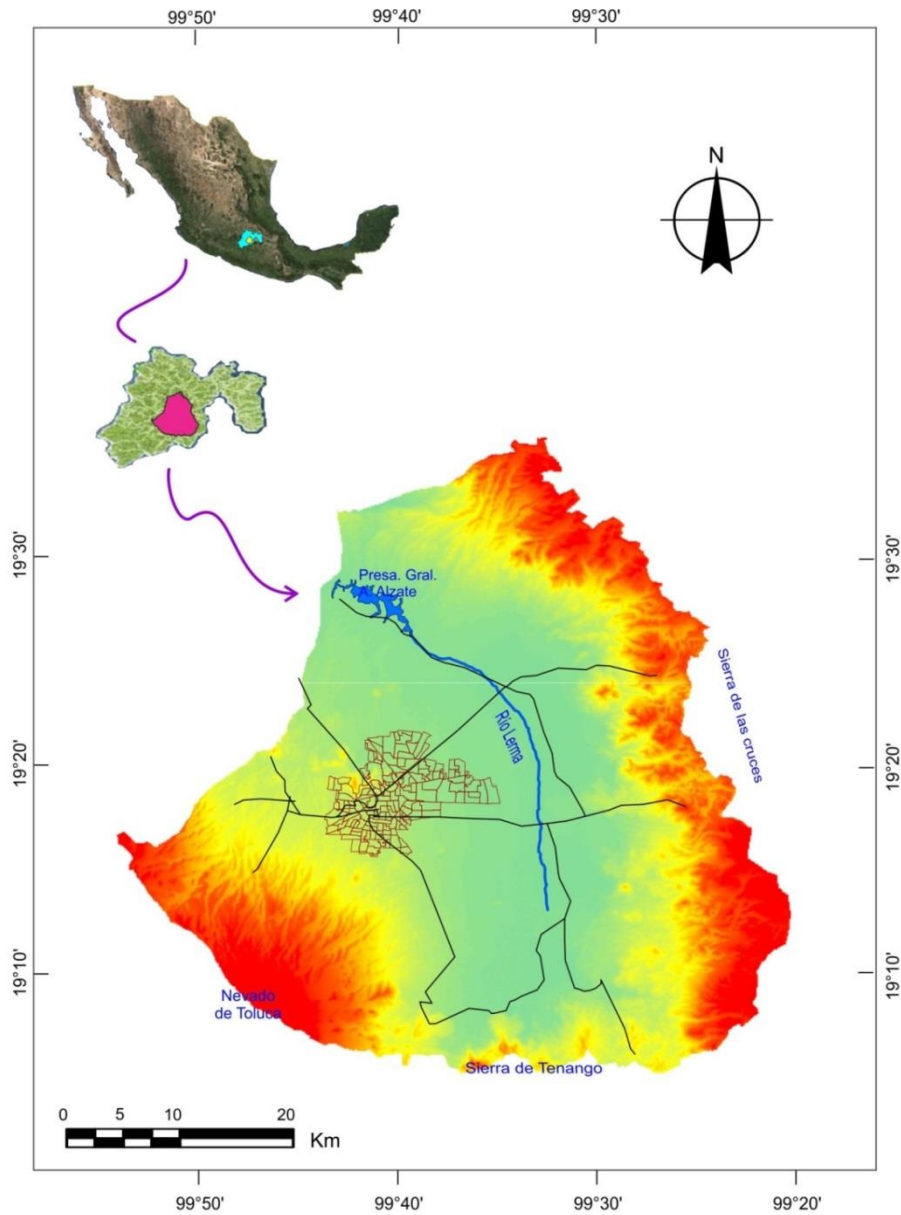 99°50'
99°40'
99°30'
N
19°30'
19°30'
Presa. Gral.
A. Alzate
Sierra de las cruces
Río Lerma
19°20'
19°20'
19°10'
19°10'
Nevado
de Toluca
Sierra de Tenango
0 5 10 20
Km
99°50'
99°40'
99°30'
99°20'